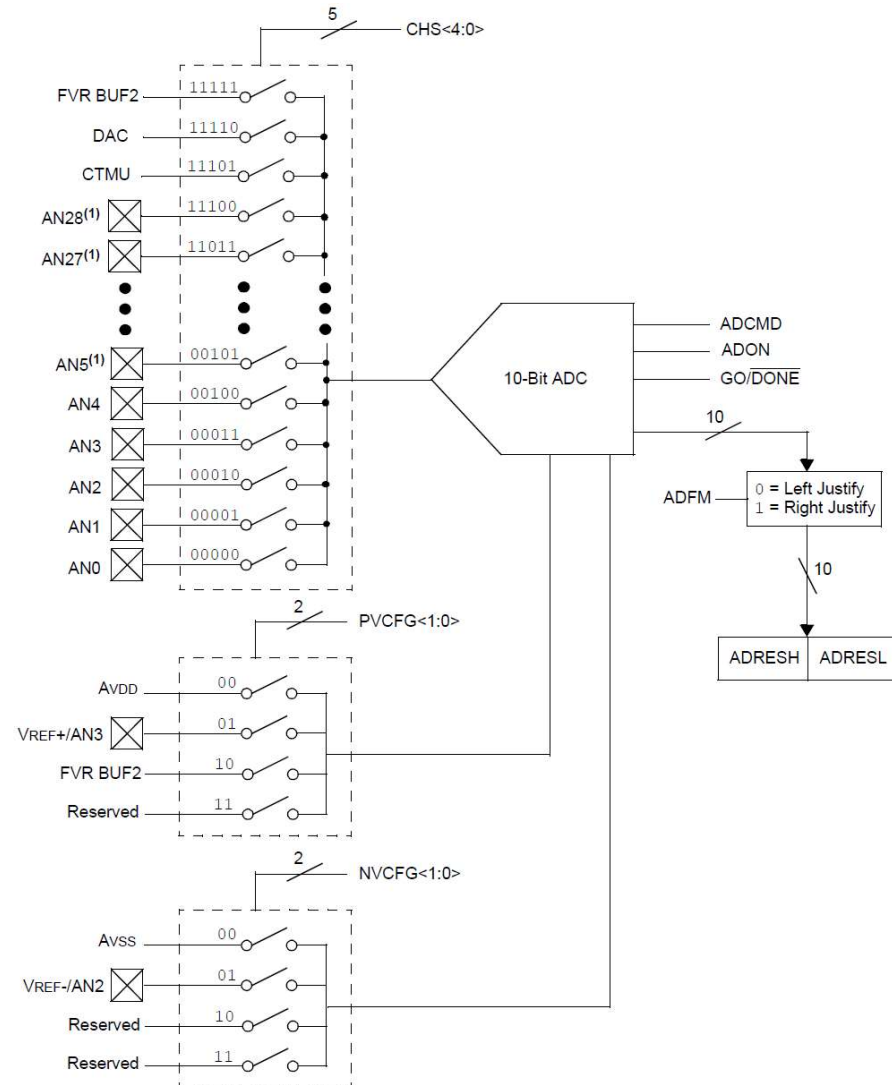 5
CHS<4:0>
FVR BUF2 11111
DAC 11110
CTMU 11101
AN28(1) 11100
AN27(1) 11011
AN5(1) 00101
AN4 00100
AN3 00011
AN2 00010
AN1 00001
AN0 00000
10-Bit ADC
ADCMD
ADON
GO/DONE
10
ADFM
0 = Left Justify
1 = Right Justify
10
ADRESH ADRESL
2
PVCFG<1:0>
AVDD 00
VREF+/AN3 01
FVR BUF2 10
Reserved 11
2
NVCFG<1:0>
AVSS 00
VREF-/AN2 01
Reserved 10
Reserved 11